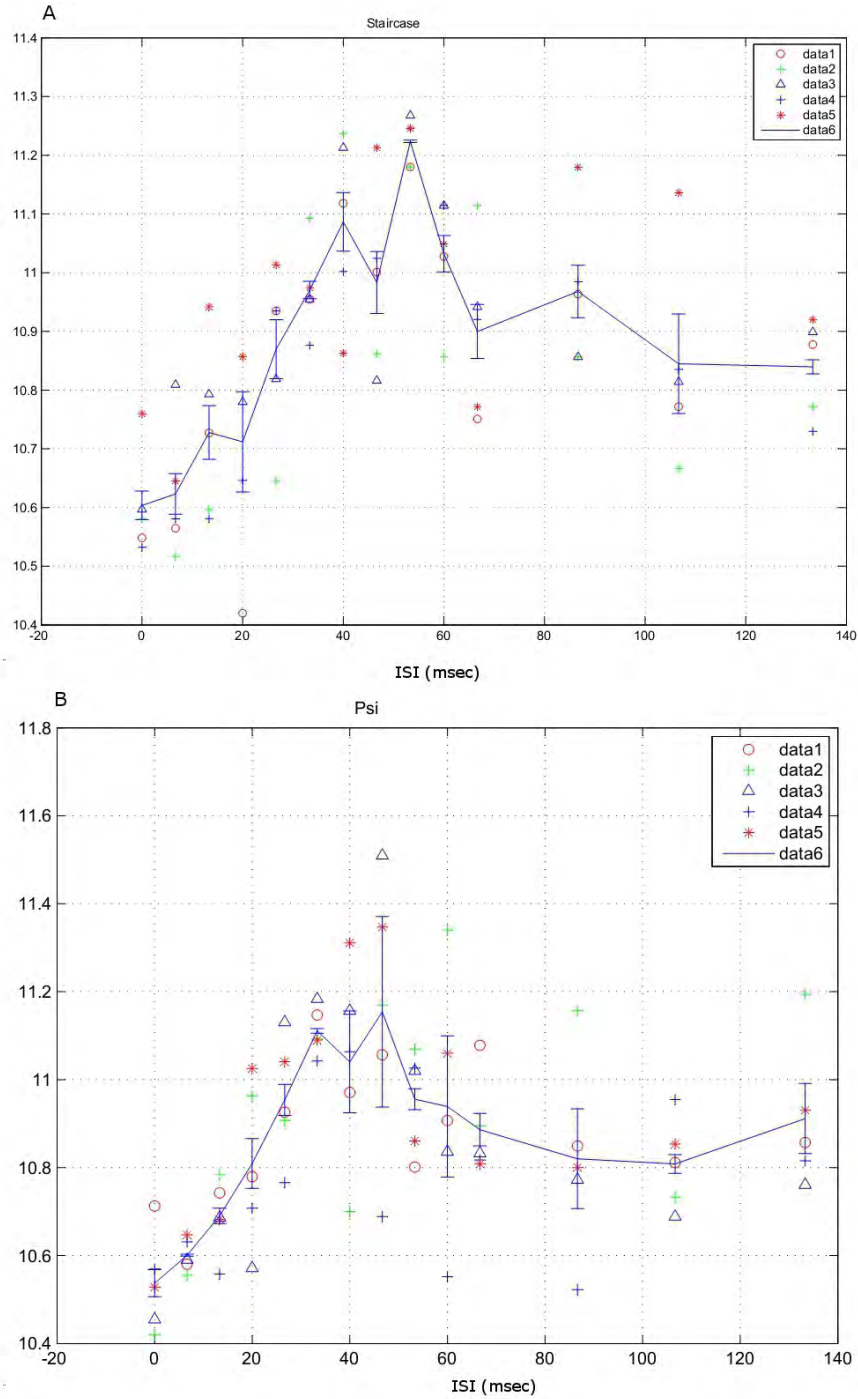 A
Staircase
11.4
11.3
11.2
11.1
11
10.9
10.8
10.7
10.6
10.5
10.4
-20 0 20 40 60 80 100 120 140
ISI (msec)
data1
data2
data3
data4
data5
data6
B
Psi
11.8
11.6
11.4
11.2
11
10.8
10.6
10.4
-20 0 20 40 60 80 100 120 140
ISI (msec)
data1
data2
data3
data4
data5
data6